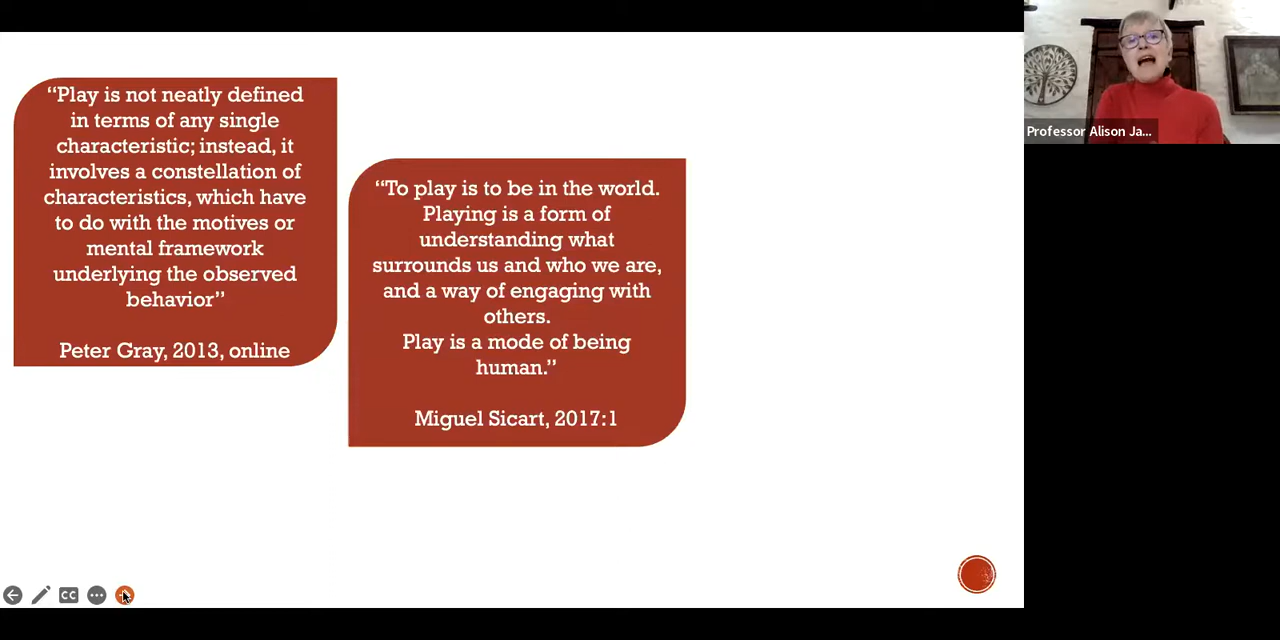 “Play is not neatly defined
in terms of any single
characteristic; instead, it
involves a constellation of
characteristics, which have
to do with the motives or
mental framework
underlying the observed
behavior”
Peter Gray, 2013, online
“To play is to be in the world.
Playing is a form of
understanding what
surrounds us and who we are,
and a way of engaging with
others.
Play is a mode of being
human.”
Miguel Sicart, 2017:1
Professor Alison Ja...
CC